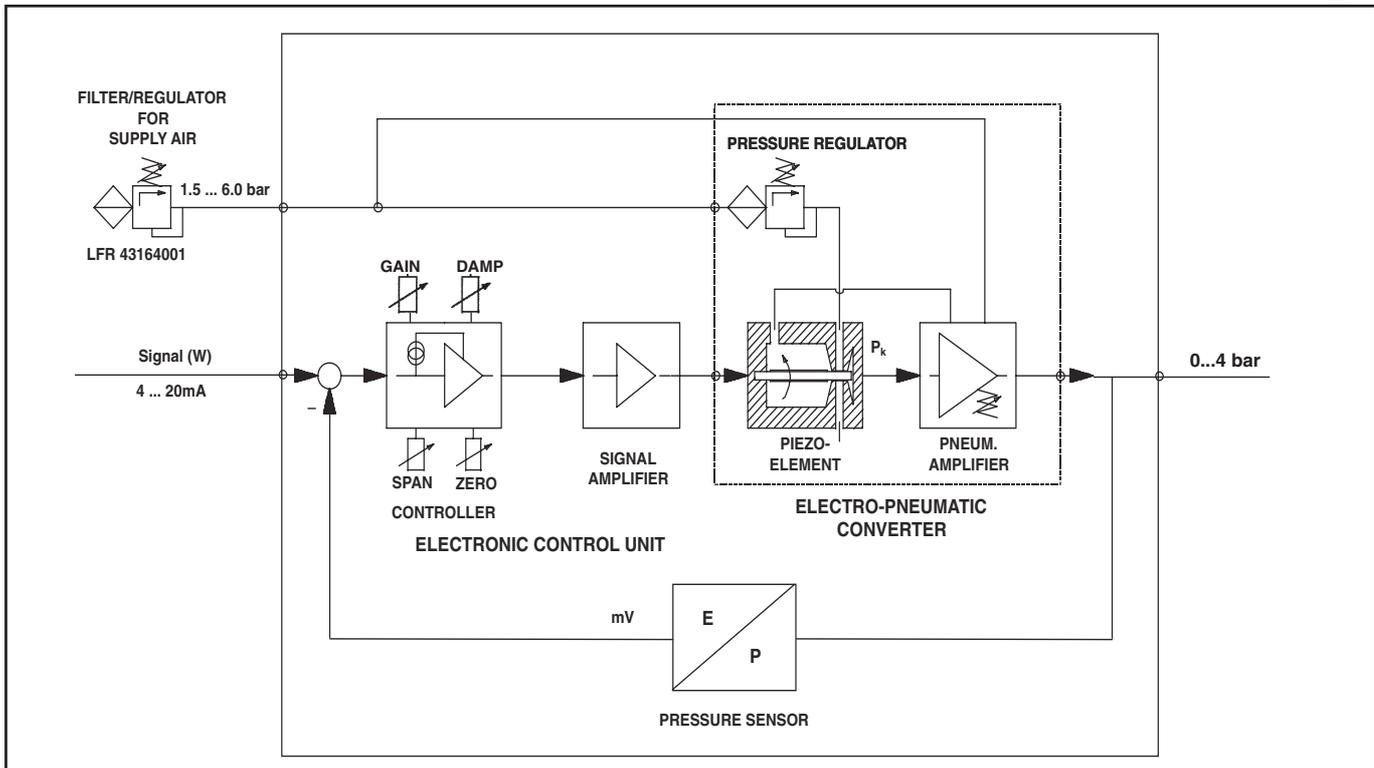 FILTER/REGULATOR
FOR
SUPPLY AIR
1.5 ... 6.0 bar
LFR 43164001
PRESSURE REGULATOR
GAIN
DAMP
Signal (W)
4 ... 20mA
–
Pk
0...4 bar
SPAN
ZERO
CONTROLLER
SIGNAL
AMPLIFIER
PIEZO-
ELEMENT
PNEUM.
AMPLIFIER
ELECTRONIC CONTROL UNIT
ELECTRO-PNEUMATIC
CONVERTER
mV
E
P
PRESSURE SENSOR